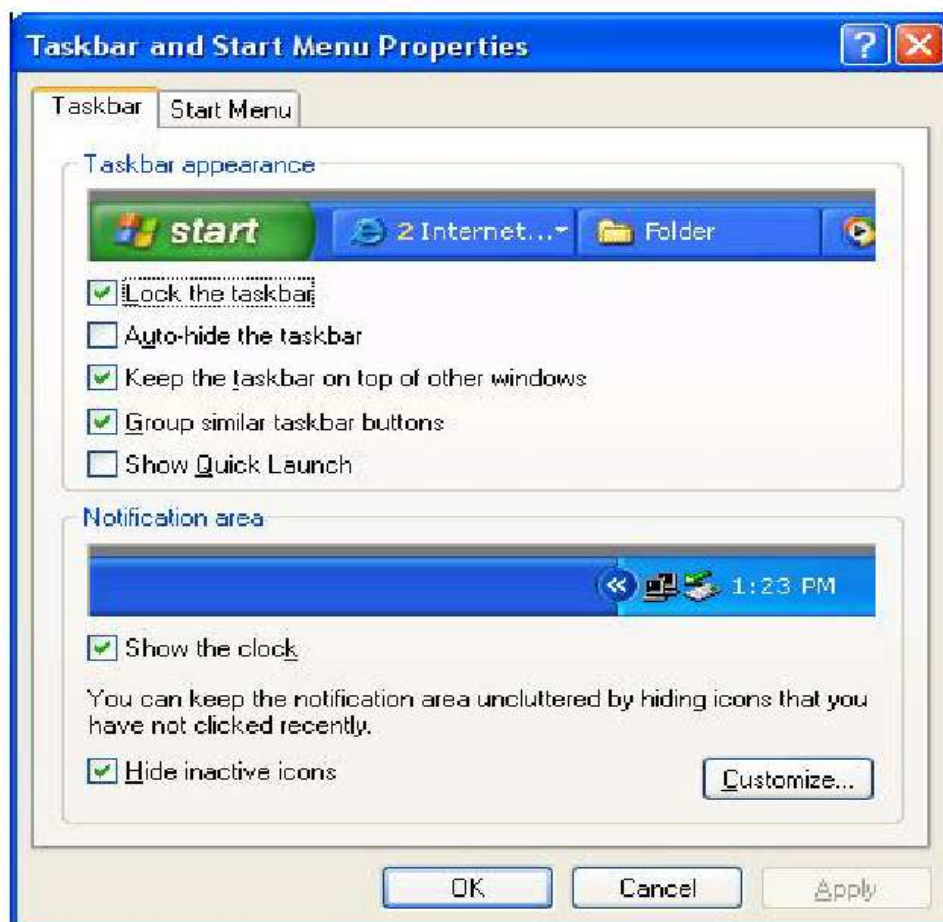 Taskbar and Start Menu Properties
Taskbar Start Menu
Taskbar appearance
start 2 Internet... Folder
Lock the taskbar
Auto-hide the taskbar
Keep the taskbar on top of other windows
Group similar taskbar buttons
Show Quick Launch
Notification area
1:23 PM
Show the clock
You can keep the notification area uncluttered by hiding icons that you
have not clicked recently.
Hide inactive icons
Customize...
OK Cancel Apply